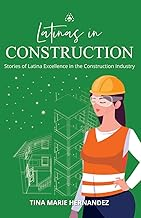 Latinas in
CONSTRUCTION
Stories of Latina Excellence in the Construction Industry
TINA MARIE HERNANDEZ